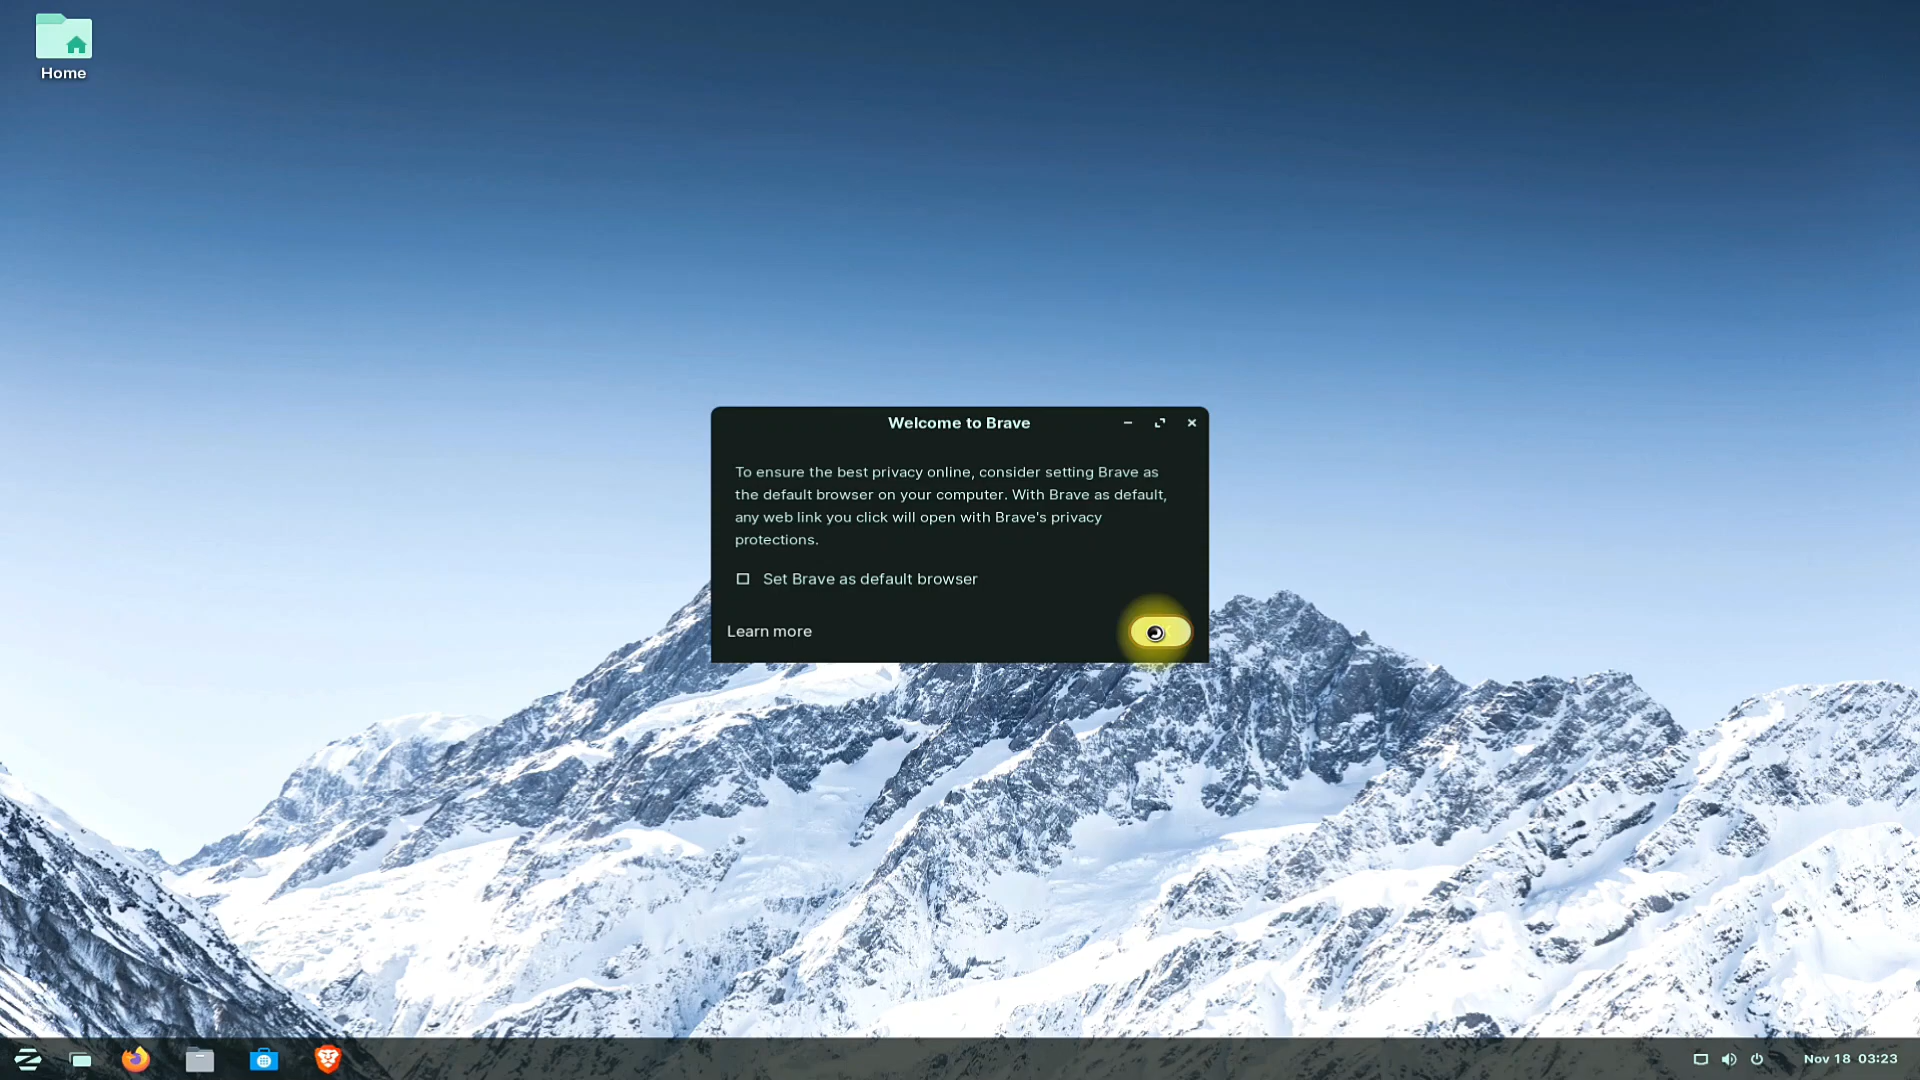 Home
Welcome to Brave
To ensure the best privacy online, consider setting Brave as
the default browser on your computer. With Brave as default,
any web link you click will open with Brave's privacy
protections.
Set Brave as default browser
Learn more
Nov 18 03:23